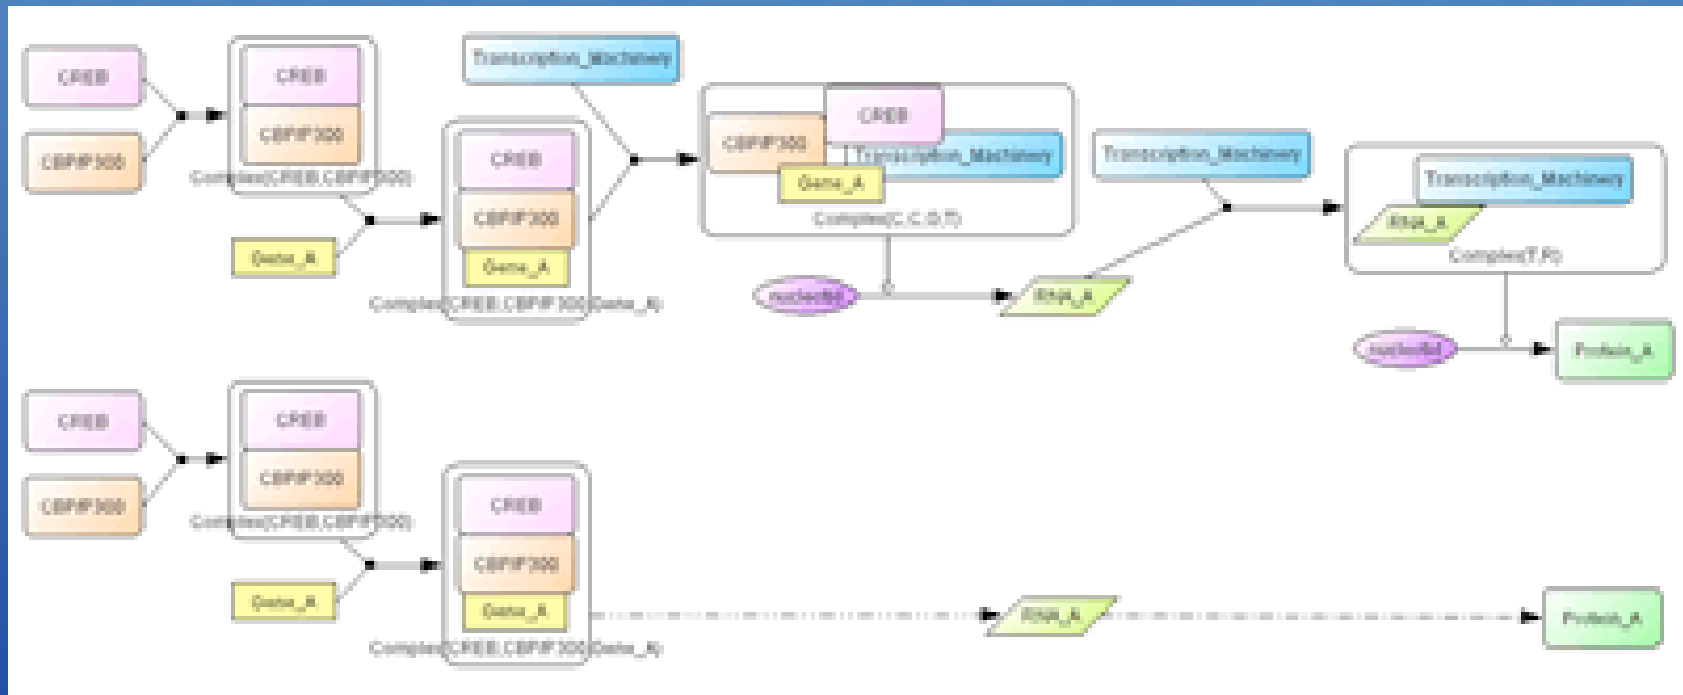 CREB
CBP/P300
CREB
CBP/P300
Complex(CREB,CBP/P300)
Gene_A
CREB
CBP/P300
Gene_A
Complex(CREB,CBP/P300,Gene_A)
Transcription_Machinery
CREB
CBP/P300
Transcription_Machinery
Gene_A
Complex(C,C,G,T)
RNA_A
Transcription_Machinery
Transcription_Machinery
RNA_A
Complex(T,R)
Protein_A
CREB
CBP/P300
CREB
CBP/P300
Complex(CREB,CBP/P300)
Gene_A
CREB
CBP/P300
Gene_A
Complex(CREB,CBP/P300,Gene_A)
RNA_A
Protein_A